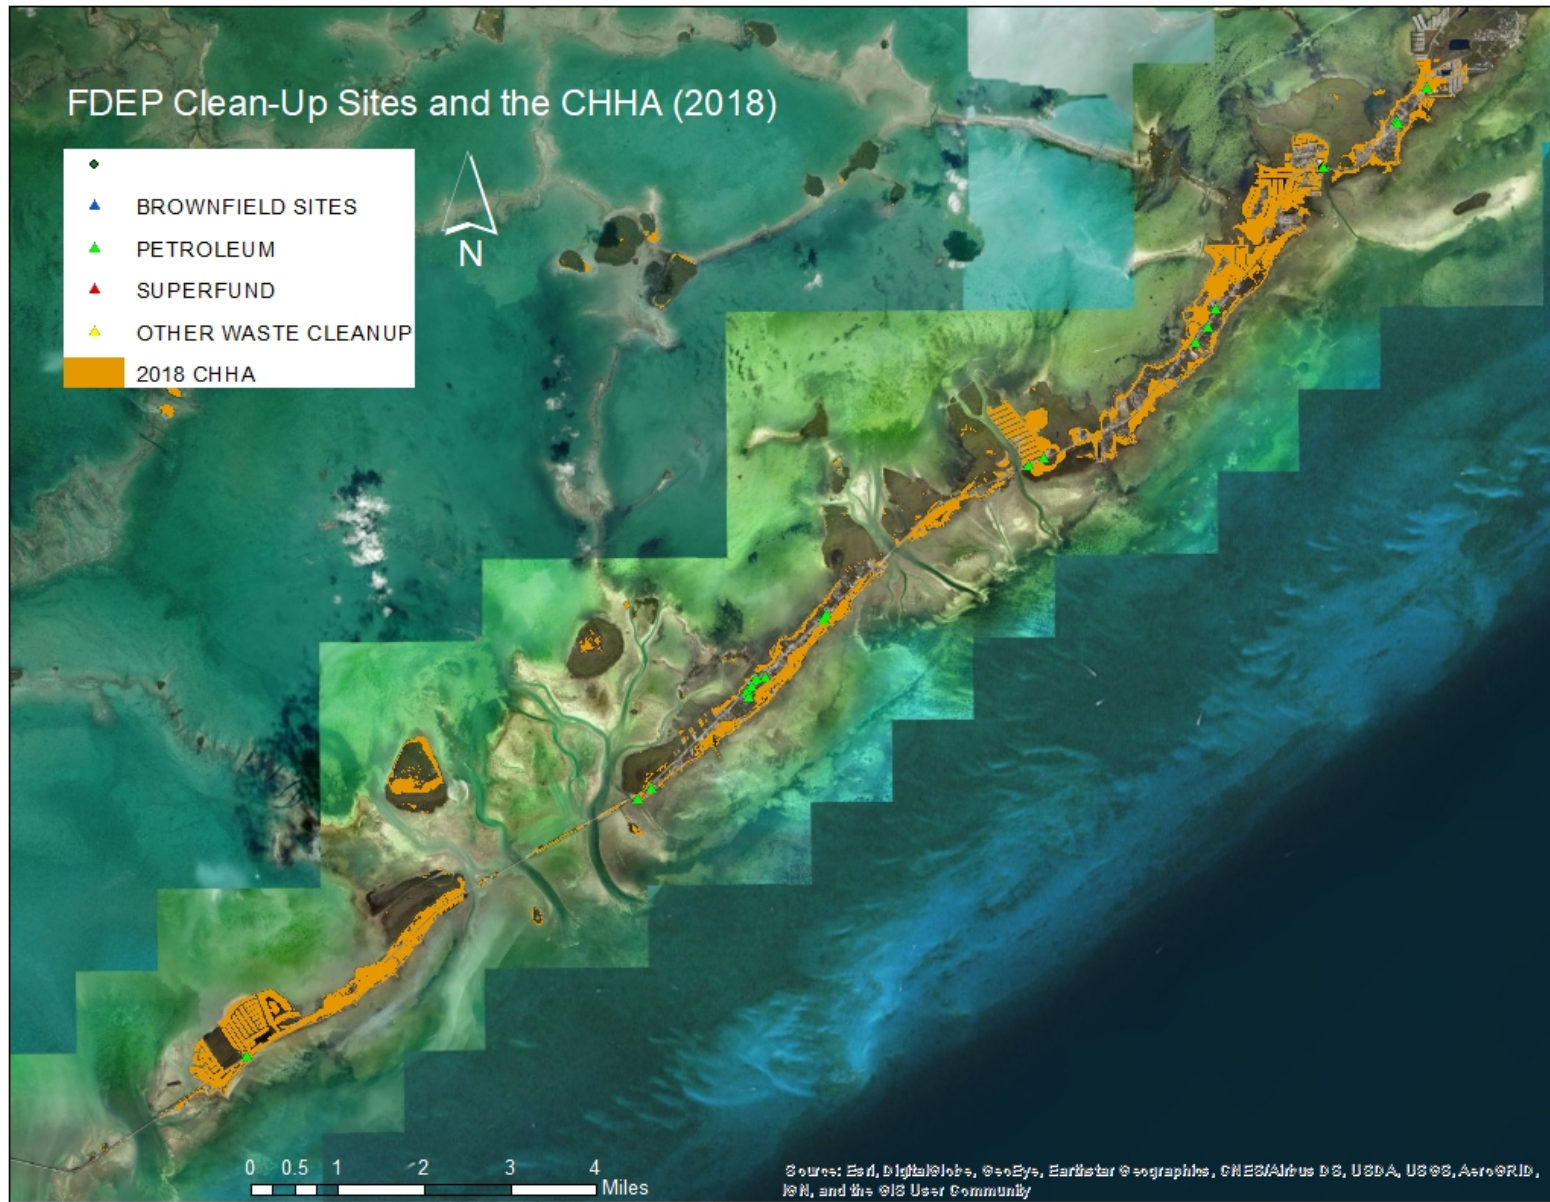 FDEP Clean-Up Sites and the CHHA (2018)
BROWNFIELD SITES
PETROLEUM
SUPERFUND
OTHER WASTE CLEANUP
2018 CHHA
N
0 0.5 1 2 3 4
Miles
Source: Esri, DigitalGlobe, GeoEye, Earthstar Geographics, CNES/Airbus DS, USDA, USGS, AeroGRID,
IGN, and the GIS User Community